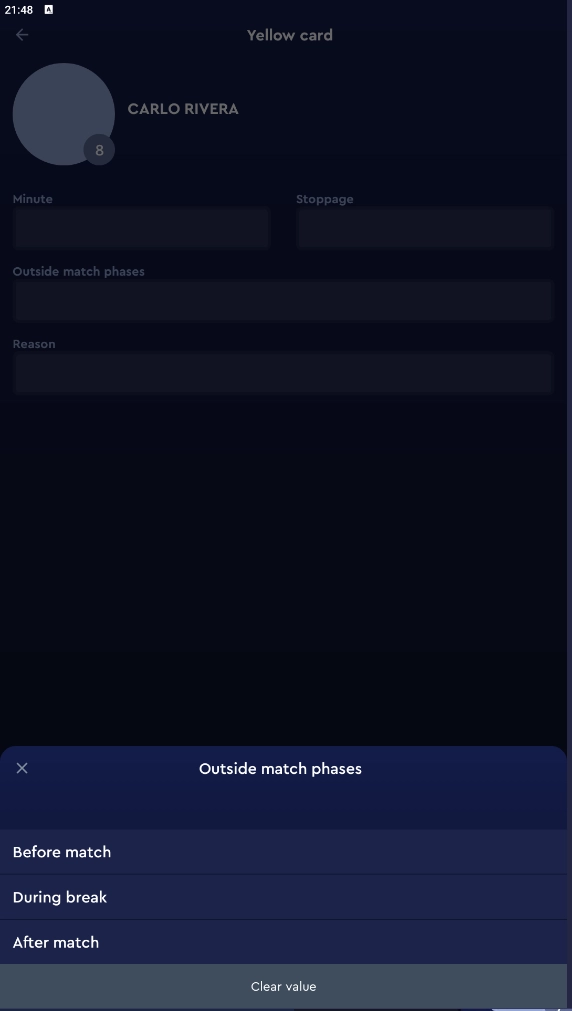 21:48 A
Yellow card
CARLO RIVERA
8
Minute Stoppage
Outside match phases
Reason
Outside match phases
Before match
During break
After match
Clear value